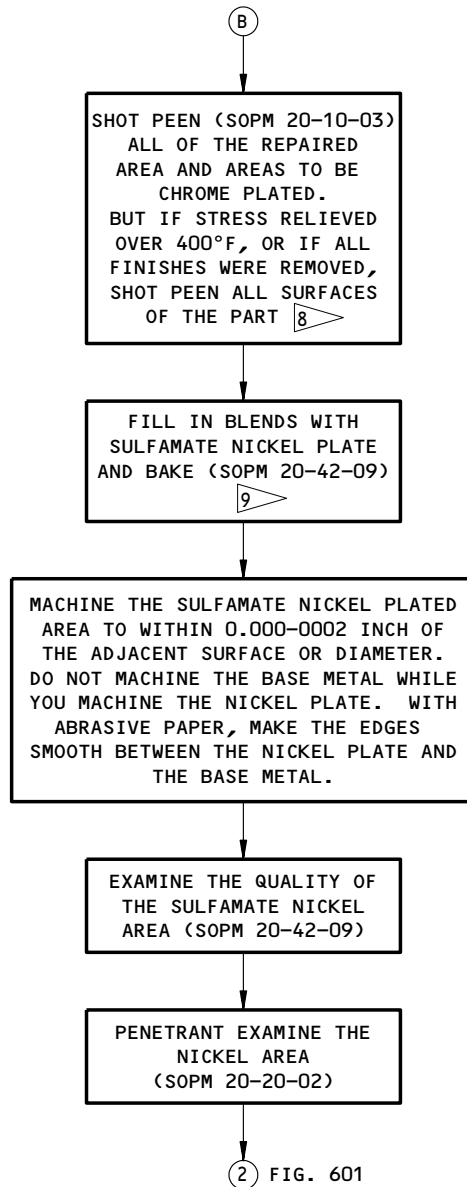 B
SHOT PEEN (SOPM 20-10-03)
ALL OF THE REPAIRED
AREA AND AREAS TO BE
CHROME PLATED.
BUT IF STRESS RELIEVED
OVER 400°F, OR IF ALL
FINISHES WERE REMOVED,
SHOT PEEN ALL SURFACES
OF THE PART 8
FILL IN BLENDS WITH
SULFAMATE NICKEL PLATE
AND BAKE (SOPM 20-42-09)
9
MACHINE THE SULFAMATE NICKEL PLATED
AREA TO WITHIN 0.000-0002 INCH OF
THE ADJACENT SURFACE OR DIAMETER.
DO NOT MACHINE THE BASE METAL WHILE
YOU MACHINE THE NICKEL PLATE. WITH
ABRASIVE PAPER, MAKE THE EDGES
SMOOTH BETWEEN THE NICKEL PLATE AND
THE BASE METAL.
EXAMINE THE QUALITY OF
THE SULFAMATE NICKEL
AREA (SOPM 20-42-09)
PENETRANT EXAMINE THE
NICKEL AREA
(SOPM 20-20-02)
2 FIG. 601